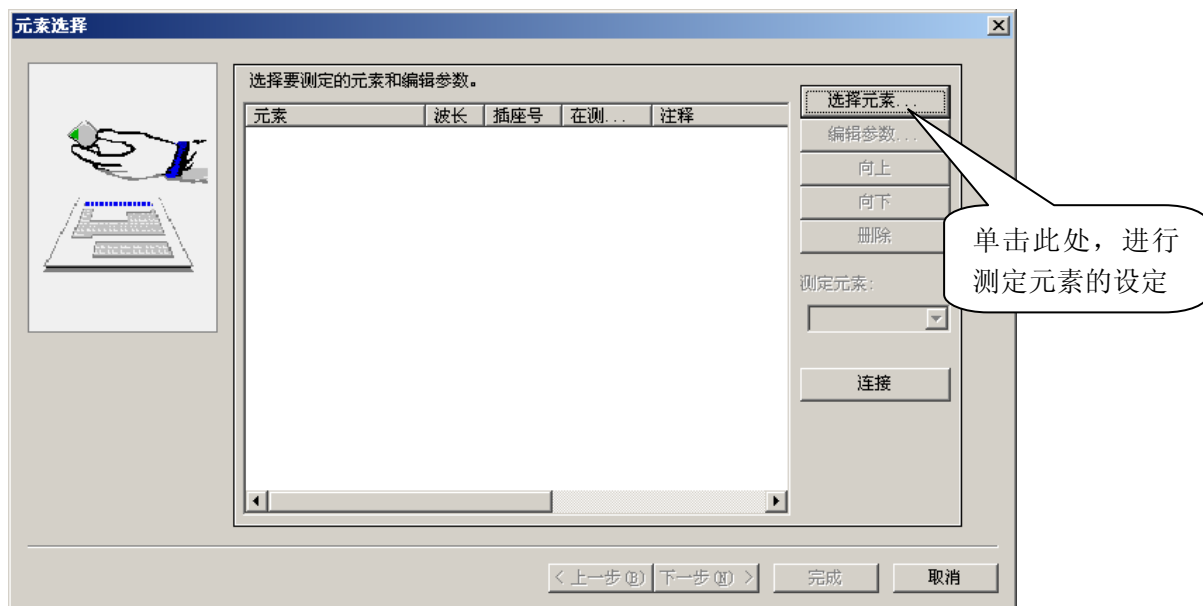 元素选择
选择要测定的元素和编辑参数。
元素 波长 插座号 在测... 注释
选择元素...
编辑参数...
向上
向下
删除
单击此处，进行
测定元素的设定
测定元素:
连接
< 上一步(B) 下一步(N) > 完成 取消